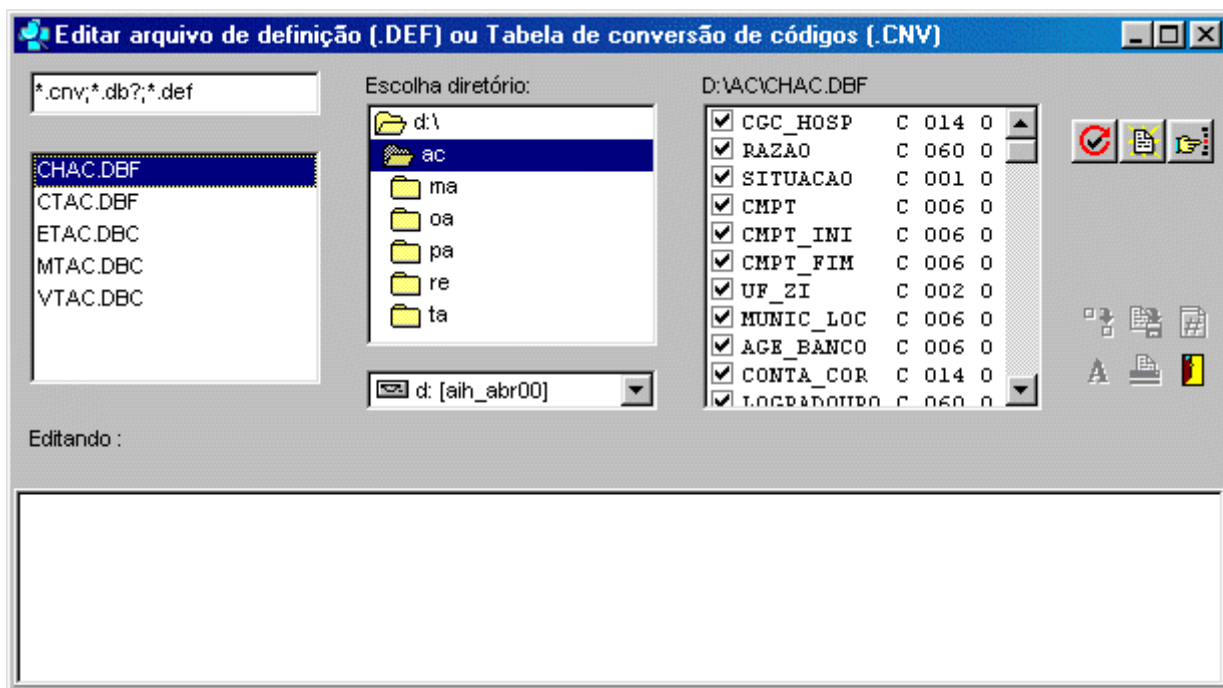 Editar arquivo de definição (.DEF) ou Tabela de conversão de códigos (.CNV)
*.cnv;*.db?;*.def
CHAC.DBF
CTAC.DBF
ETAC.DBC
MTAC.DBC
VTAC.DBC
Escolha diretório:
d:\
ac
ma
oa
pa
re
ta
d: [aih_abr00]
D:\AC\CHAC.DBF
CGC_HOSP C 014 0
RAZAO C 060 0
SITUACAO C 001 0
CMPT C 006 0
CMPT_INI C 006 0
CMPT_FIM C 006 0
UF_ZI C 002 0
MUNIC_LOC C 006 0
AGE_BANCO C 006 0
CONTA_COR C 014 0
LOGRADOURO C 060 0
A
Editando :